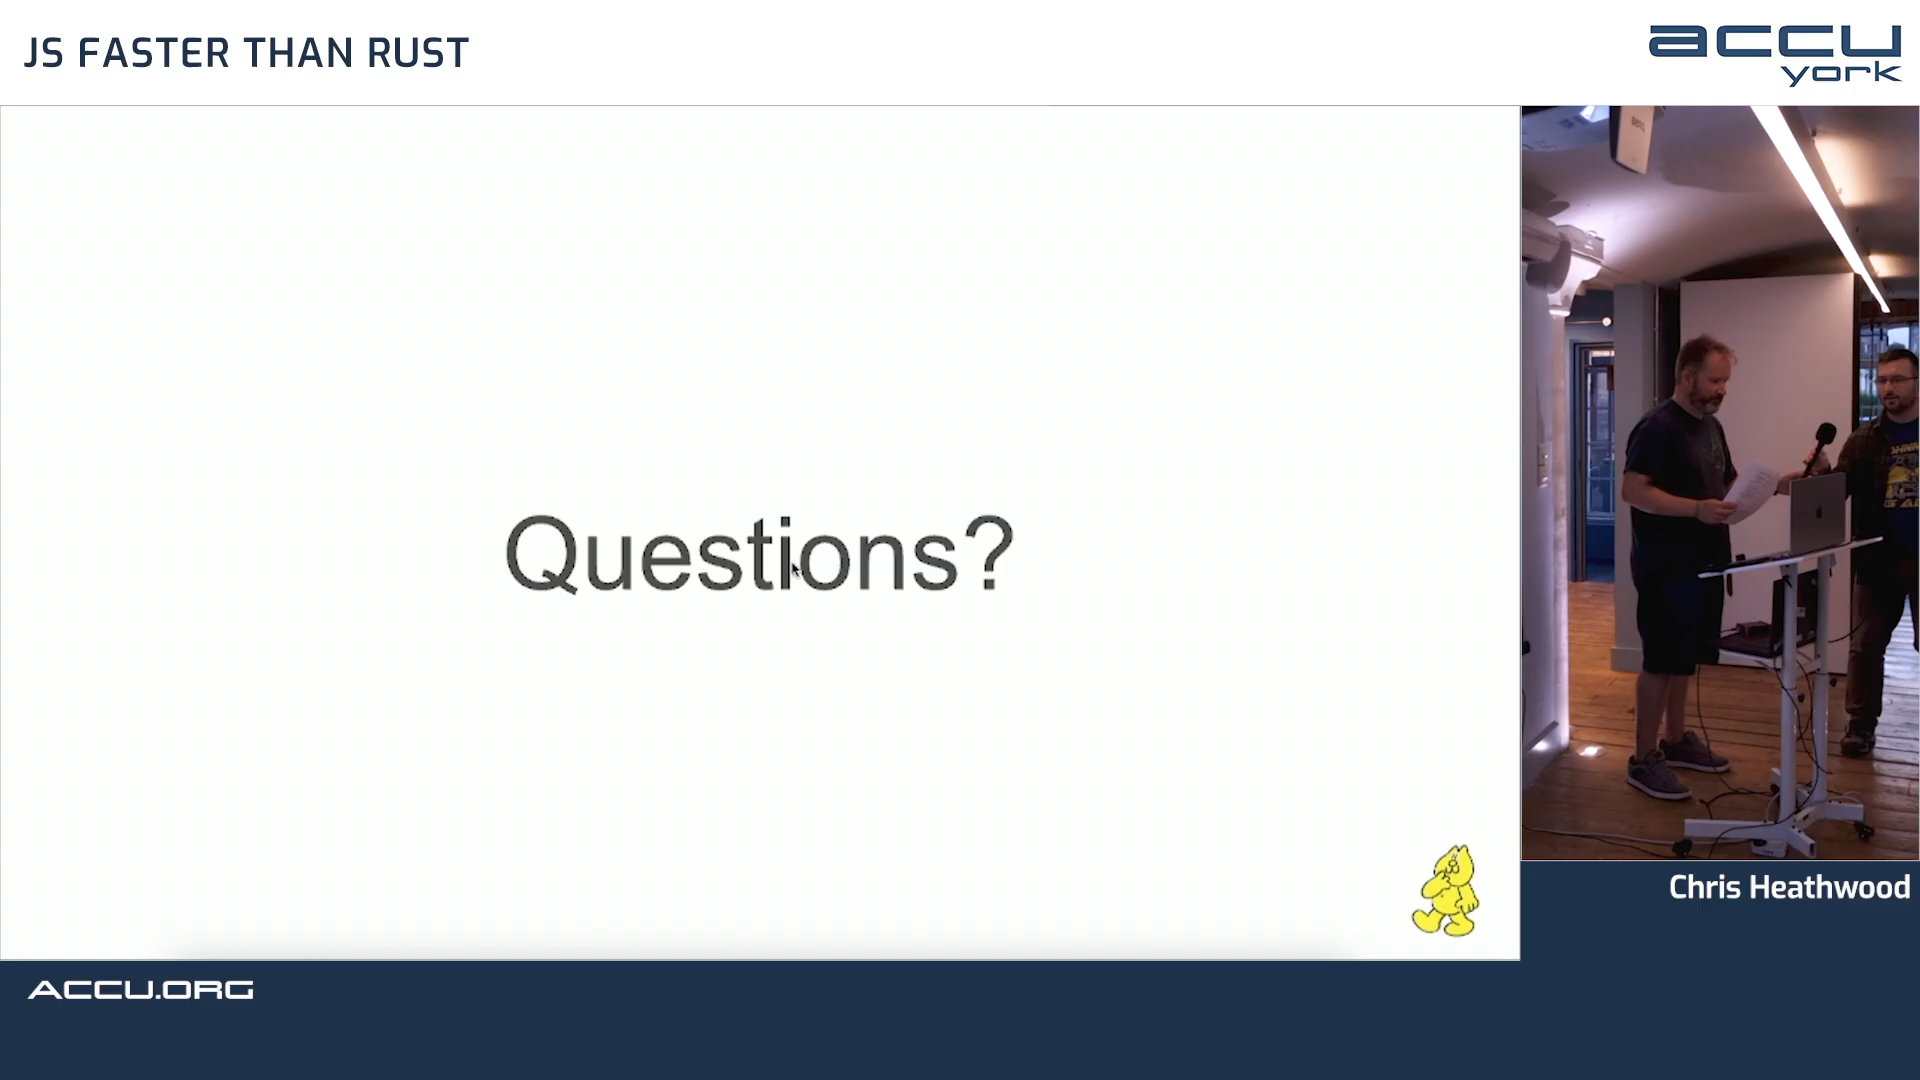 JS FASTER THAN RUST
accu
york
Questions?
Chris Heathwood
ACCU.ORG